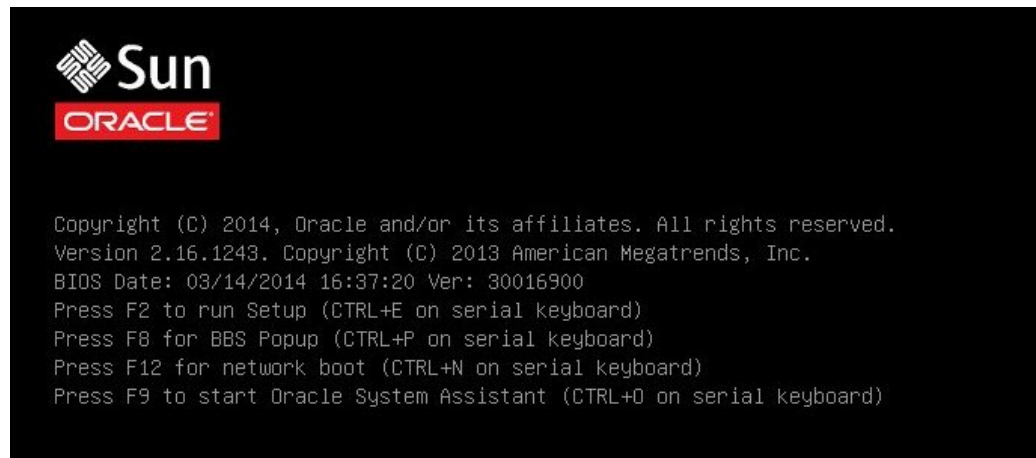 Sun
ORACLE
Copyright (C) 2014, Oracle and/or its affiliates. All rights reserved.
Version 2.16.1243. Copyright (C) 2013 American Megatrends, Inc.
BIOS Date: 03/14/2014 16:37:20 Ver: 30016900
Press F2 to run Setup (CTRL+E on serial keyboard)
Press F8 for BBS Popup (CTRL+P on serial keyboard)
Press F12 for network boot (CTRL+N on serial keyboard)
Press F9 to start Oracle System Assistant (CTRL+O on serial keyboard)